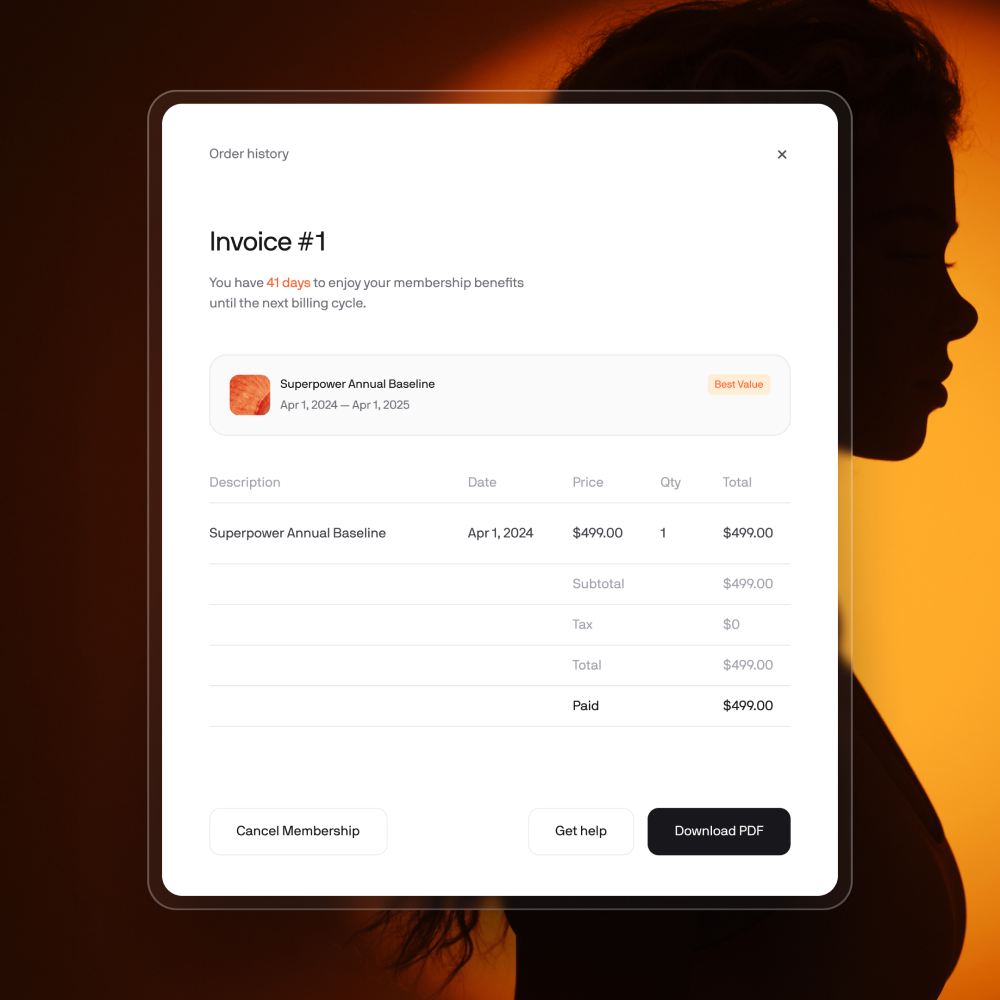 Order history
Invoice #1
You have 41 days to enjoy your membership benefits
until the next billing cycle.
Superpower Annual Baseline
Best Value
Apr 1, 2024 — Apr 1, 2025
Description Date Price Qty Total
Superpower Annual Baseline Apr 1, 2024 $499.00 1 $499.00
Subtotal $499.00
Tax $0
Total $499.00
Paid $499.00
Cancel Membership Get help Download PDF